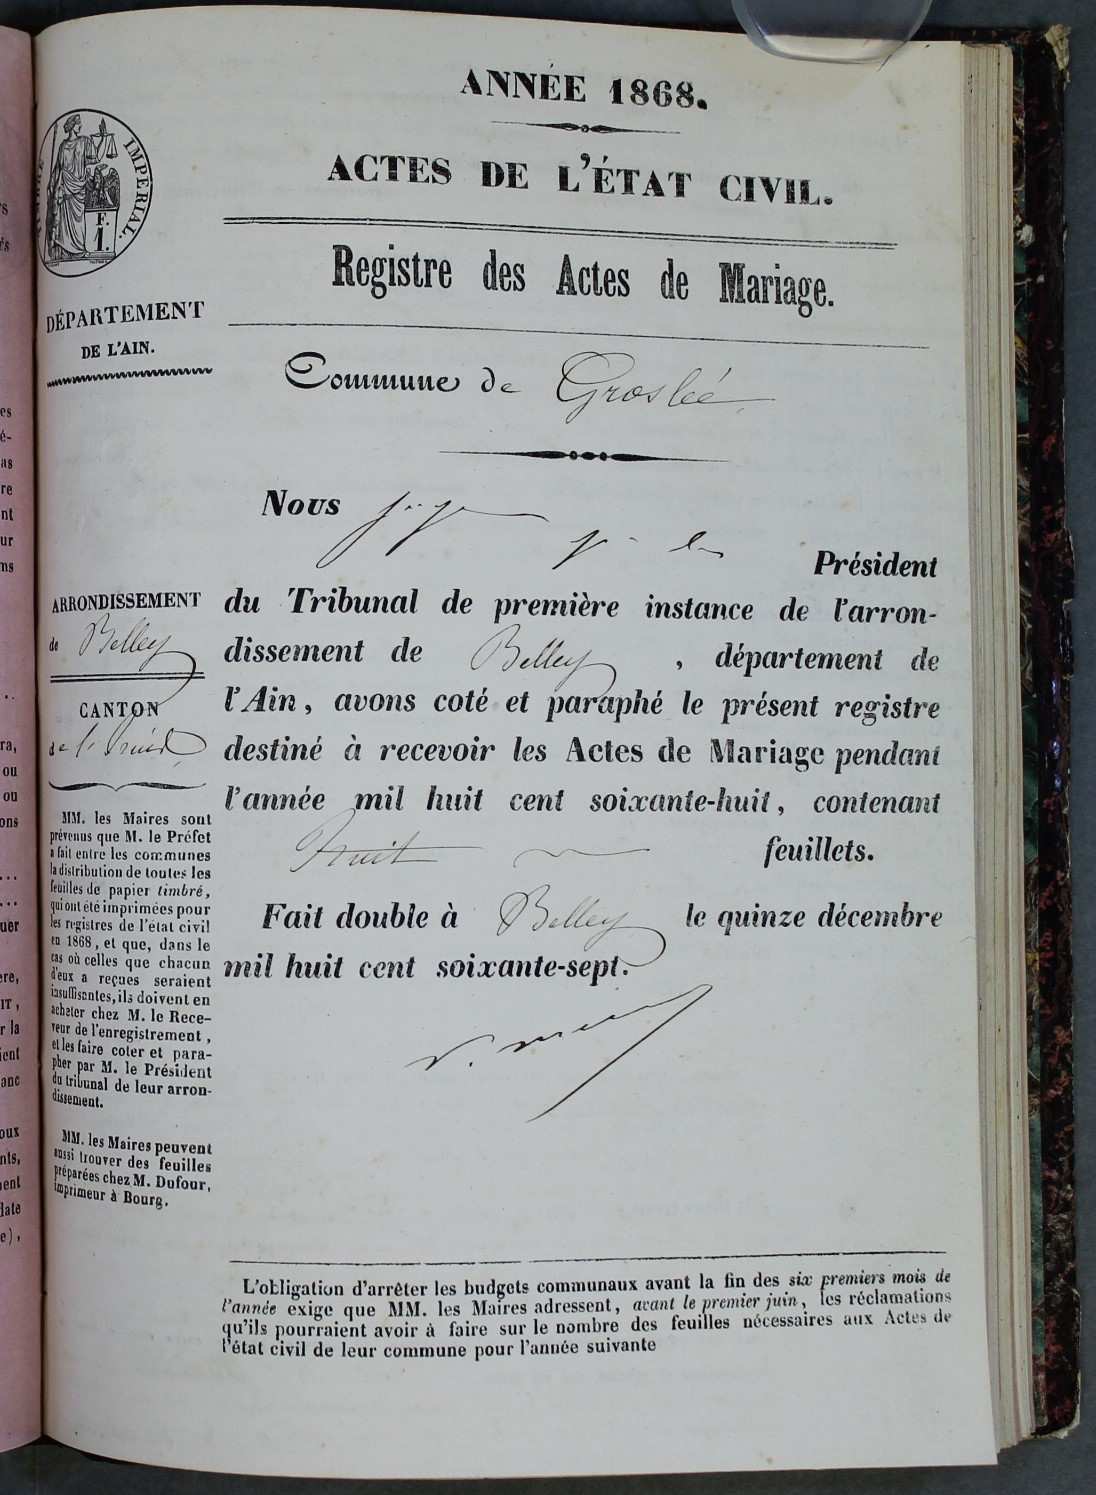 ANNÉE 1868.
ACTES DE L'ÉTAT CIVIL.
Registre des Actes de Mariage.
IMPÉRIAL.
F.
1.
DÉPARTEMENT
DE L'AIN.
Commune de Groslée
Nous juge
Président
du Tribunal de première instance de l'arron-
dissement de Belley, département de
l'Ain, avons coté et paraphé le présent registre
destiné à recevoir les Actes de Mariage pendant
l'année mil huit cent soixante-huit, contenant
huit feuillets.
Fait double à Belley le quinze décembre
mil huit cent soixante-sept.
ARRONDISSEMENT
de Belley
CANTON
de l'huis
MM. les Maires sont
prévenus que M. le Préfet
a fait entre les communes
la distribution de toutes les
feuilles de papier timbré,
qui ont été imprimées pour
les registres de l'état civil
en 1868, et que, dans le
cas où celles que chacun
d'eux a reçues seraient
insuffisantes, ils doivent en
acheter chez M. le Rece-
veur de l'enregistrement,
et les faire coter et para-
pher par M. le Président
du tribunal de leur arron-
dissement.
MM. les Maires peuvent
aussi trouver des feuilles
préparées chez M. Dufour,
imprimeur à Bourg.
L'obligation d'arrêter les budgets communaux avant la fin des six premiers mois de
l'année exige que MM. les Maires adressent, avant le premier juin, les réclamations
qu'ils pourraient avoir à faire sur le nombre des feuilles nécessaires aux Actes de
l'état civil de leur commune pour l'année suivante